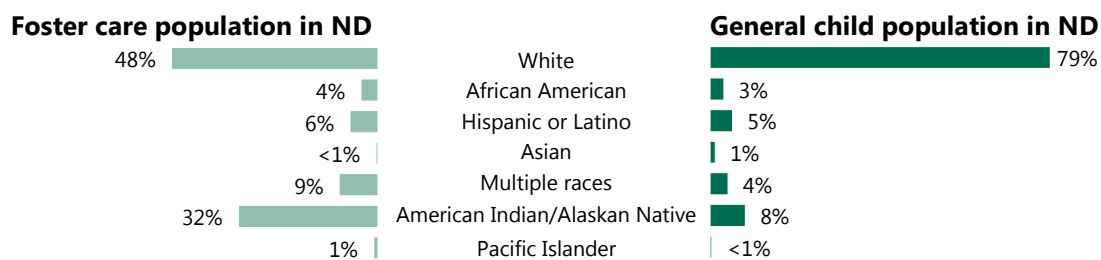 Foster care population in ND General child population in ND
48% White 79%
4% African American 3%
6% Hispanic or Latino 5%
<1% Asian 1%
9% Multiple races 4%
32% American Indian/Alaskan Native 8%
1% Pacific Islander <1%